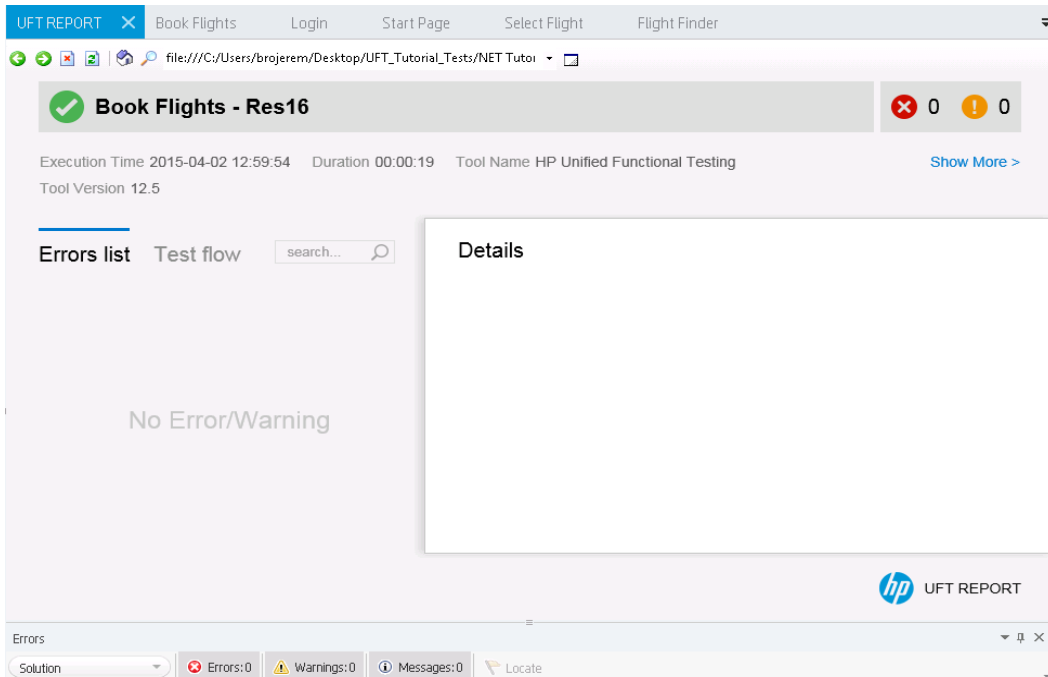 UFT REPORT Book Flights Login Start Page Select Flight Flight Finder
file:///C:/Users/brojerem/Desktop/UFT_Tutorial_Tests/NET Tutor
Book Flights - Res16 0 0
Execution Time 2015-04-02 12:59:54 Duration 00:00:19 Tool Name HP Unified Functional Testing Show More >
Tool Version 12.5
Errors list Test flow search... Details
No Error/Warning
hp UFT REPORT
Errors
Solution Errors:0 Warnings:0 Messages:0 Locate